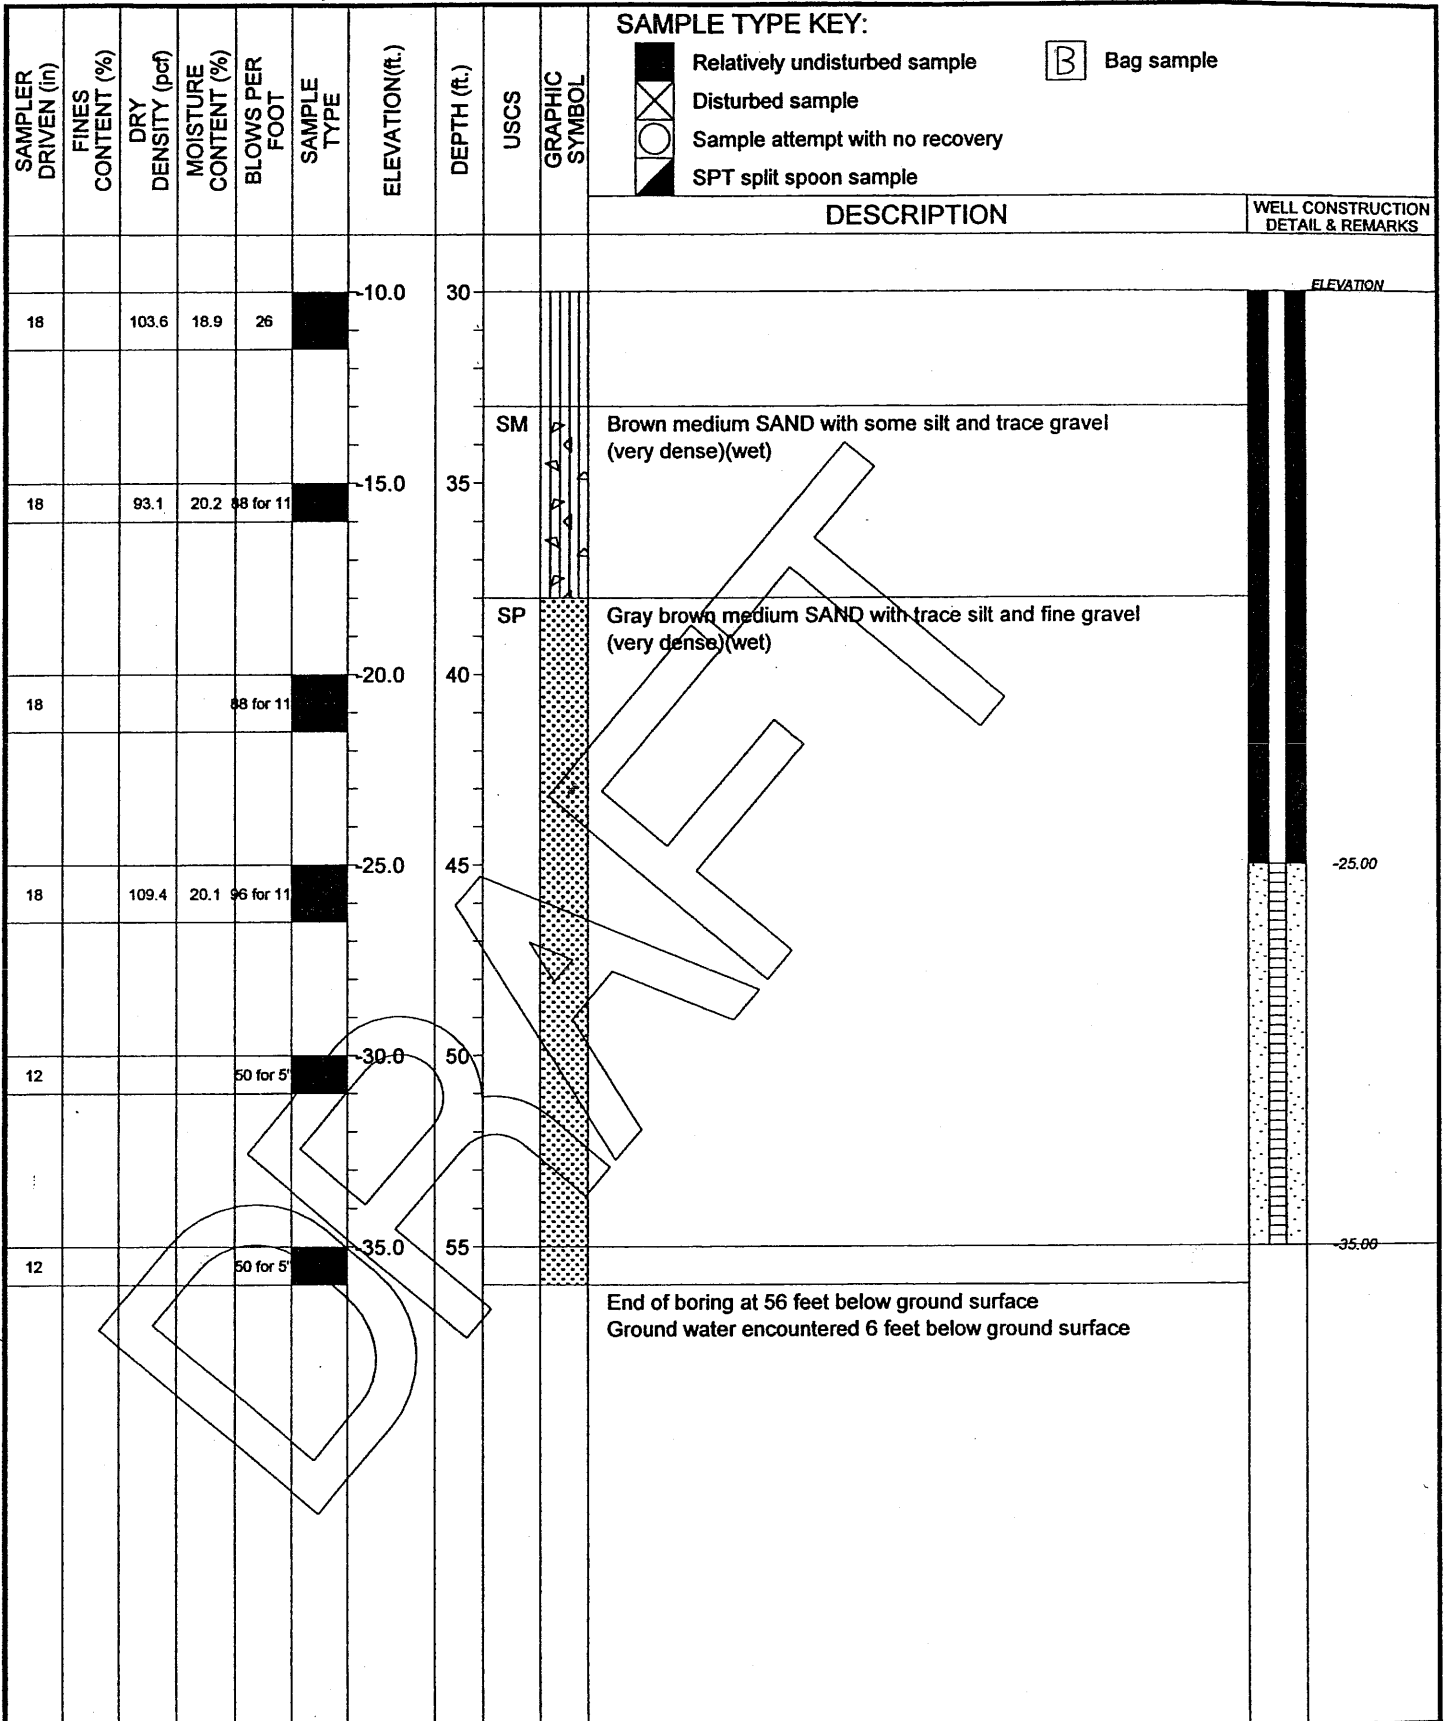 SAMPLE TYPE KEY:
Relatively undisturbed sample
B Bag sample
Disturbed sample
Sample attempt with no recovery
SPT split spoon sample
SAMPLER DRIVEN (in)
FINES CONTENT (%)
DRY DENSITY (pcf)
MOISTURE CONTENT (%)
BLOWS PER FOOT
SAMPLE TYPE
ELEVATION(ft.)
DEPTH (ft.)
USCS
GRAPHIC SYMBOL
DESCRIPTION
WELL CONSTRUCTION
DETAIL & REMARKS
ELEVATION
-10.0 30
18 103.6 18.9 26
SM Brown medium SAND with some silt and trace gravel
(very dense)(wet)
-15.0 35
18 93.1 20.2 88 for 11
SP Gray brown medium SAND with trace silt and fine gravel
(very dense)(wet)
-20.0 40
18 88 for 11
-25.0 45 -25.00
18 109.4 20.1 96 for 11
-30.0 50
12 50 for 5"
-35.0 55 -35.00
12 50 for 5"
End of boring at 56 feet below ground surface
Ground water encountered 6 feet below ground surface
DRAFT